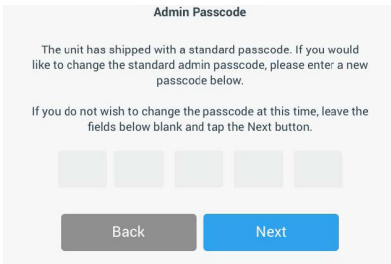 Admin Passcode
The unit has shipped with a standard passcode. If you would
like to change the standard admin passcode, please enter a new
passcode below.
If you do not wish to change the passcode at this time, leave the
fields below blank and tap the Next button.
Back Next